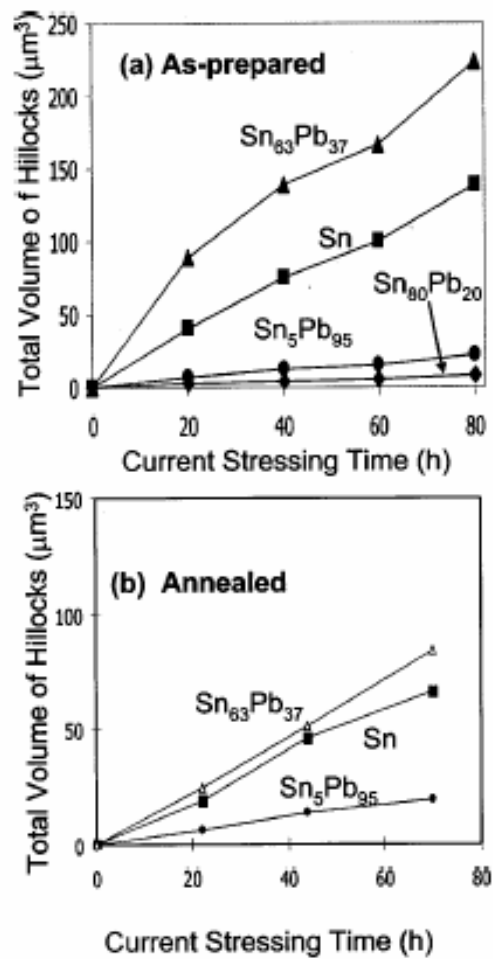 250
(a) As-prepared
200
Sn₆₃Pb₃₇
150
Sn
100
Sn₈₀Pb₂₀
50
Sn₅Pb₉₅
0
0 20 40 60 80
Current Stressing Time (h)
Total Volume o f Hillocks (μm³)
150
(b) Annealed
100
Sn₆₃Pb₃₇
Sn
50
Sn₅Pb₉₅
0
0 20 40 60 80
Current Stressing Time (h)
Total Volume of Hillocks (μm³)